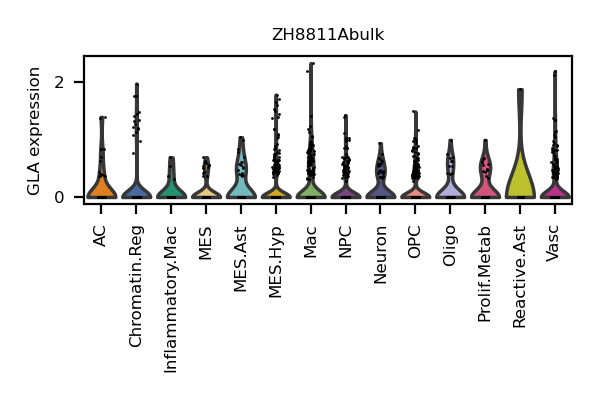 ZH8811Abulk
GLA expression
2
0
AC
Chromatin.Reg
Inflammatory.Mac
MES
MES.Ast
MES.Hyp
Mac
NPC
Neuron
OPC
Oligo
Prolif.Metab
Reactive.Ast
Vasc